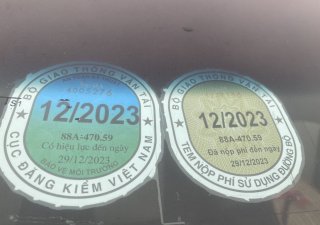 BỘ GIAO THÔNG VẬN TẢI
4005276
12/2023
88A-470.59
Có hiệu lực đến ngày
29/12/2023
BẢO VỆ MÔI TRƯỜNG
CỤC ĐĂNG KIỂM VIỆT NAM
BỘ GIAO THÔNG VẬN TẢI
12/2023
88A-470.59
Đã nộp phí đến ngày
29/12/2023
TEM NỘP PHÍ SỬ DỤNG ĐƯỜNG BỘ